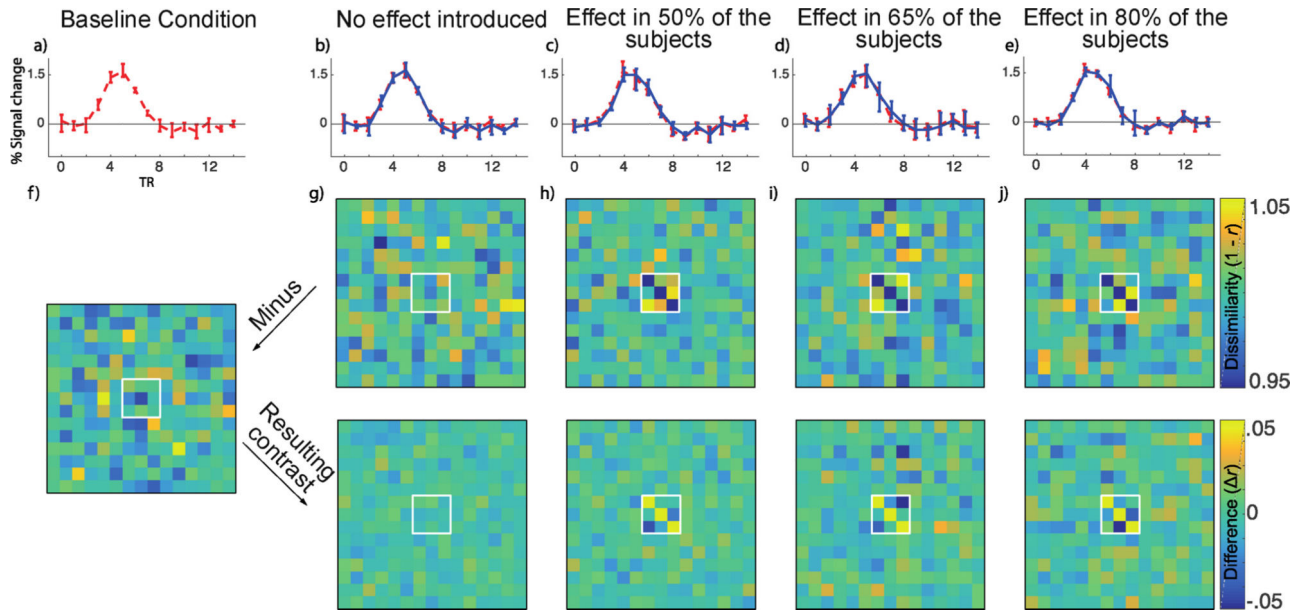 Baseline Condition
No effect introduced
Effect in 50% of the
subjects
Effect in 65% of the
subjects
Effect in 80% of the
subjects
a)
b)
c)
d)
e)
% Siignal change
1.5
0
0 4 8 12
TR
1.5
0
0 4 8 12
1.5
0
0 4 8 12
1.5
0
0 4 8 12
1.5
0
0 4 8 12
f)
g)
h)
i)
j)
Minus
Resulting
contrast
1.05
Dissimiliarity (1 - r)
0.95
.05
0
-.05
Difference (Δr)